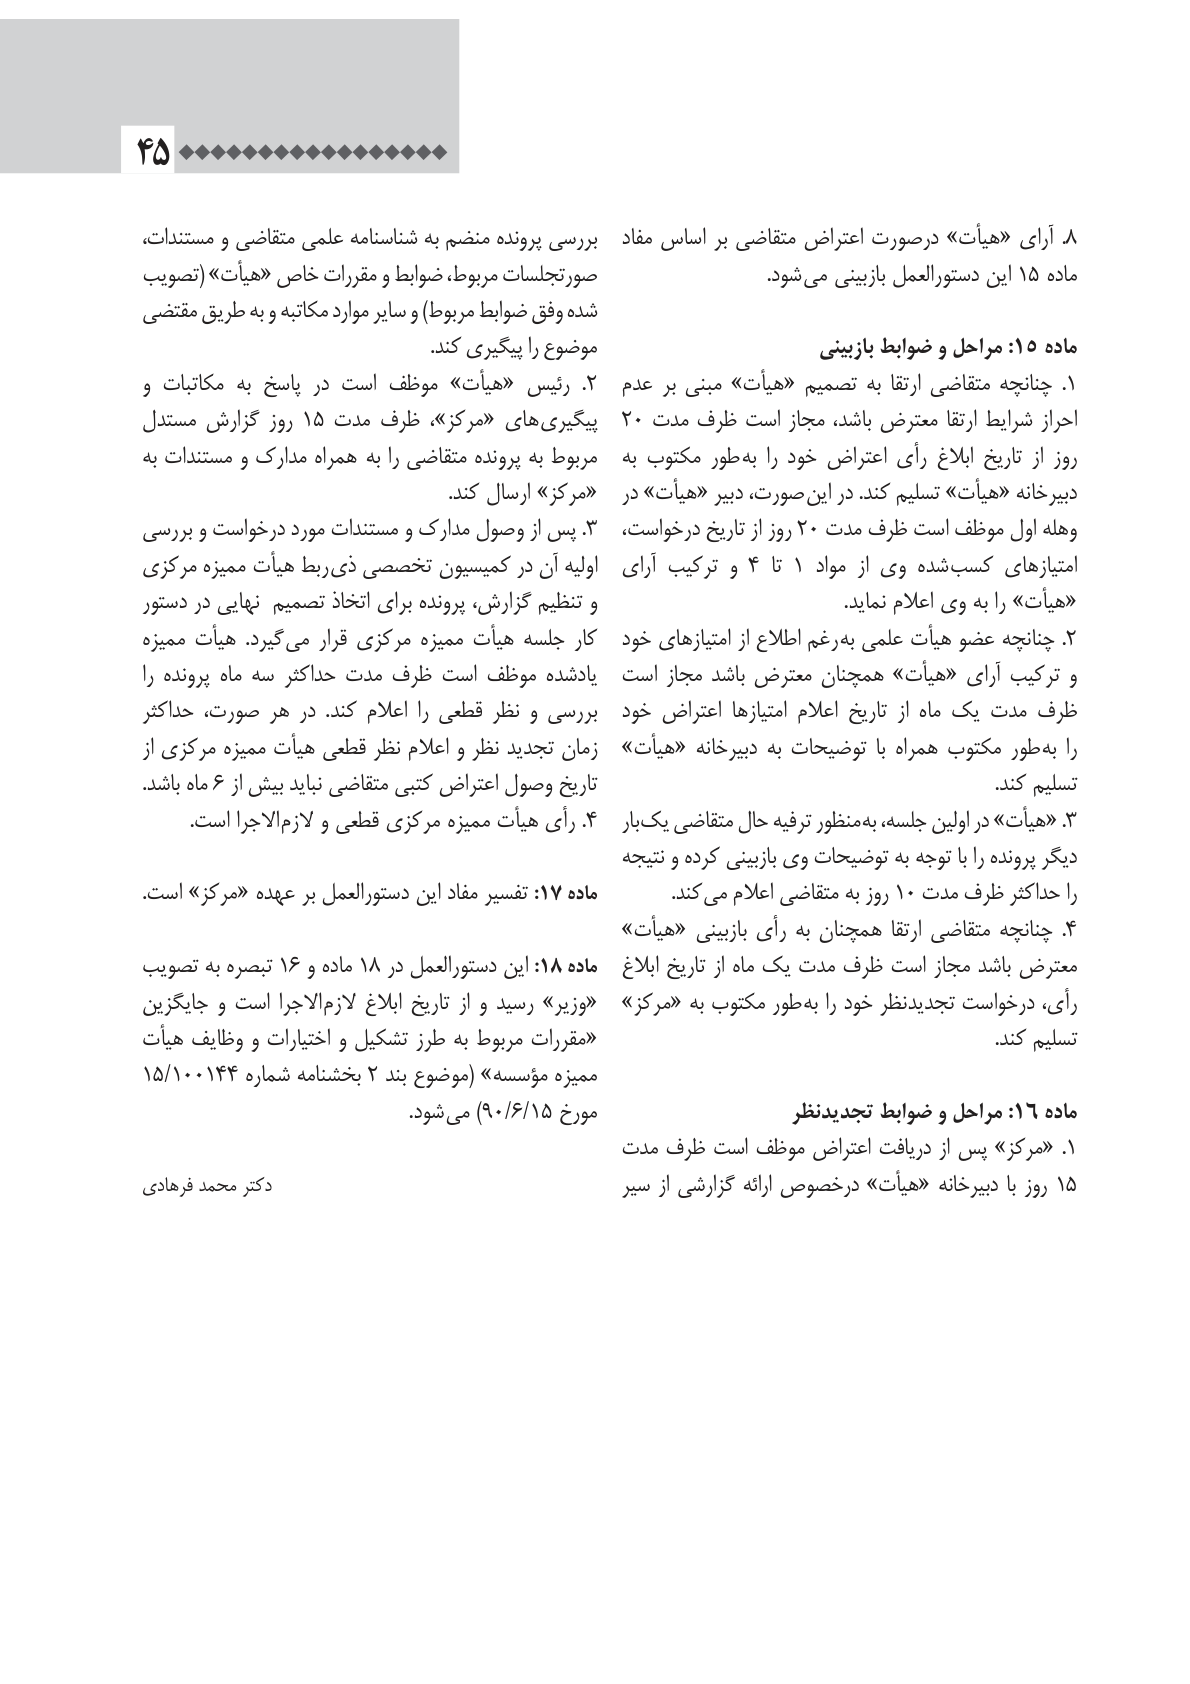 ۴۵
۸. آرای «هیأت» درصورت اعتراض متقاضی بر اساس مفاد
ماده ۱۵ این دستورالعمل بازبینی می‌شود.
ماده ۱۵: مراحل و ضوابط بازبینی
۱. چنانچه متقاضی ارتقا به تصمیم «هیأت» مبنی بر عدم
احراز شرایط ارتقا معترض باشد، مجاز است ظرف مدت ۲۰
روز از تاریخ ابلاغ رأی اعتراض خود را به‌طور مکتوب به
دبیرخانه «هیأت» تسلیم کند. در این‌صورت، دبیر «هیأت» در
وهله اول موظف است ظرف مدت ۲۰ روز از تاریخ درخواست،
امتیازهای کسب‌شده وی از مواد ۱ تا ۴ و ترکیب آرای
«هیأت» را به وی اعلام نماید.
۲. چنانچه عضو هیأت علمی به‌رغم اطلاع از امتیازهای خود
و ترکیب آرای «هیأت» همچنان معترض باشد مجاز است
ظرف مدت یک ماه از تاریخ اعلام امتیازها اعتراض خود
را به‌طور مکتوب همراه با توضیحات به دبیرخانه «هیأت»
تسلیم کند.
۳. «هیأت» در اولین جلسه، به‌منظور ترفیه حال متقاضی یک‌بار
دیگر پرونده را با توجه به توضیحات وی بازبینی کرده و نتیجه
را حداکثر ظرف مدت ۱۰ روز به متقاضی اعلام می‌کند.
۴. چنانچه متقاضی ارتقا همچنان به رأی بازبینی «هیأت»
معترض باشد مجاز است ظرف مدت یک ماه از تاریخ ابلاغ
رأی، درخواست تجدیدنظر خود را به‌طور مکتوب به «مرکز»
تسلیم کند.
ماده ۱۶: مراحل و ضوابط تجدیدنظر
۱. «مرکز» پس از دریافت اعتراض موظف است ظرف مدت
۱۵ روز با دبیرخانه «هیأت» درخصوص ارائه گزارشی از سیر
بررسی پرونده منضم به شناسنامه علمی متقاضی و مستندات،
صورتجلسات مربوط، ضوابط و مقررات خاص «هیأت» (تصویب
شده وفق ضوابط مربوط) و سایر موارد مکاتبه و به طریق مقتضی
موضوع را پیگیری کند.
۲. رئیس «هیأت» موظف است در پاسخ به مکاتبات و
پیگیری‌های «مرکز»، ظرف مدت ۱۵ روز گزارش مستدل
مربوط به پرونده متقاضی را به همراه مدارک و مستندات به
«مرکز» ارسال کند.
۳. پس از وصول مدارک و مستندات مورد درخواست و بررسی
اولیه آن در کمیسیون تخصصی ذی‌ربط هیأت ممیزه مرکزی
و تنظیم گزارش، پرونده برای اتخاذ تصمیم نهایی در دستور
کار جلسه هیأت ممیزه مرکزی قرار می‌گیرد. هیأت ممیزه
یادشده موظف است ظرف مدت حداکثر سه ماه پرونده را
بررسی و نظر قطعی را اعلام کند. در هر صورت، حداکثر
زمان تجدید نظر و اعلام نظر قطعی هیأت ممیزه مرکزی از
تاریخ وصول اعتراض کتبی متقاضی نباید بیش از ۶ ماه باشد.
۴. رأی هیأت ممیزه مرکزی قطعی و لازم‌الاجرا است.
ماده ۱۷: تفسیر مفاد این دستورالعمل بر عهده «مرکز» است.
ماده ۱۸: این دستورالعمل در ۱۸ ماده و ۱۶ تبصره به تصویب
«وزیر» رسید و از تاریخ ابلاغ لازم‌الاجرا است و جایگزین
«مقررات مربوط به طرز تشکیل و اختیارات و وظایف هیأت
ممیزه مؤسسه» (موضوع بند ۲ بخشنامه شماره ۱۵/۱۰۰۱۴۴
مورخ ۹۰/۶/۱۵) می‌شود.
دکتر محمد فرهادی